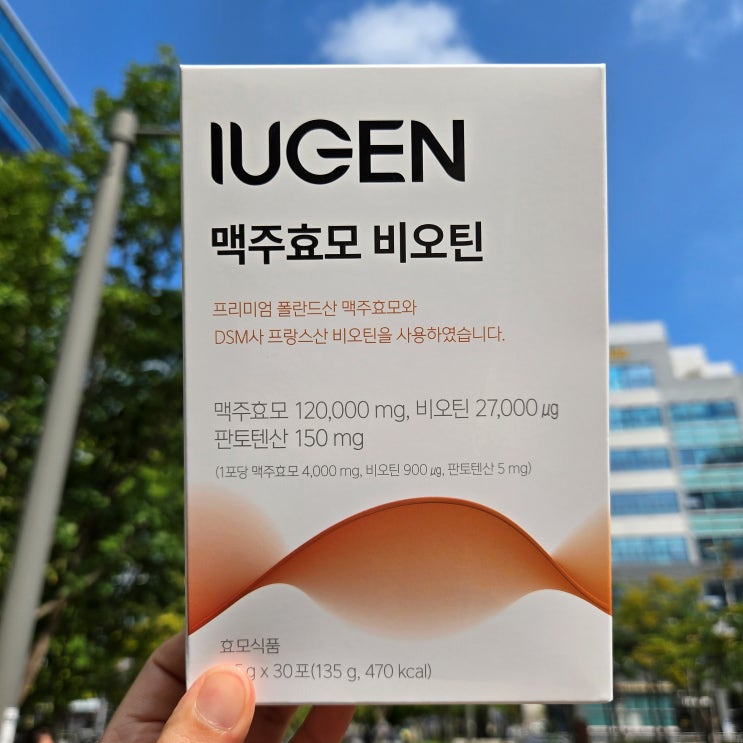 IUGEN
맥주효모 비오틴
프리미엄 폴란드산 맥주효모와
DSM사 프랑스산 비오틴을 사용하였습니다.
맥주효모 120,000 mg, 비오틴 27,000 ㎍
판토텐산 150 mg
(1포당 맥주효모 4,000 mg, 비오틴 900 ㎍, 판토텐산 5 mg)
효모식품
5 g x 30 포(135 g, 470 kcal)